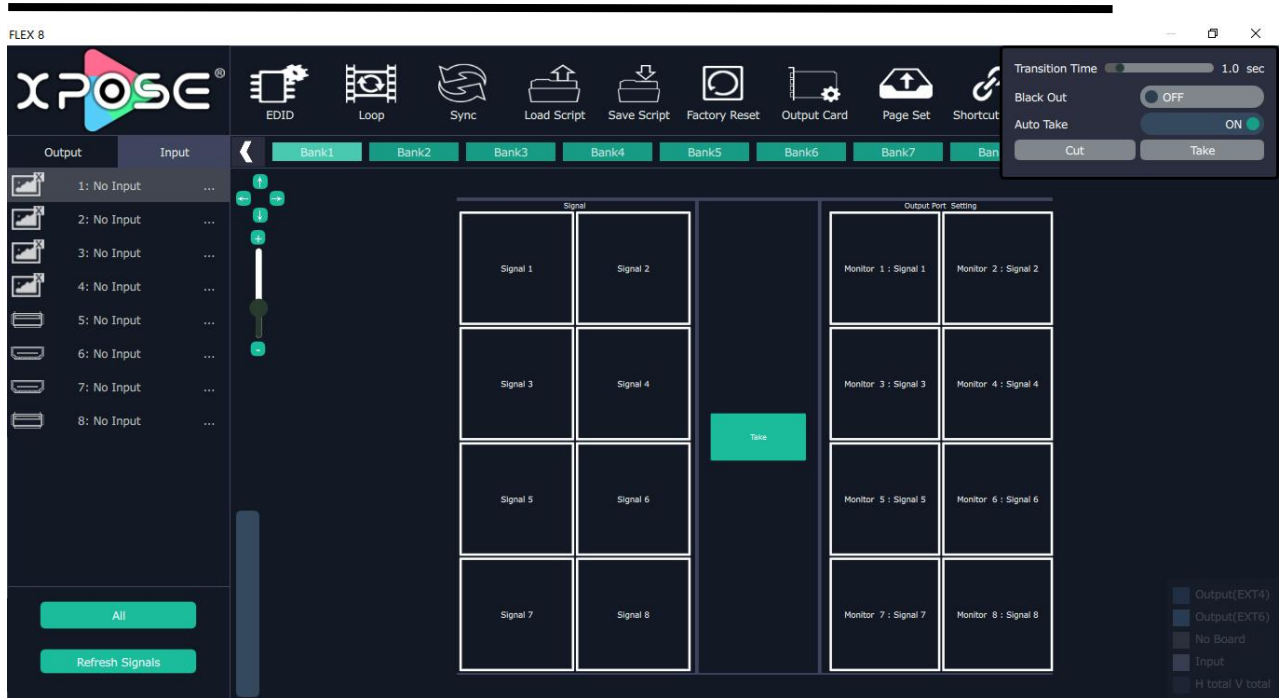 FLEX 8
XPOSE®
EDID
Loop
Sync
Load Script
Save Script
Factory Reset
Output Card
Page Set
Shortcut
Transition Time 1.0 sec
Black Out OFF
Auto Take ON
Cut Take
Output Input
Bank1 Bank2 Bank3 Bank4 Bank5 Bank6 Bank7 Ban
1: No Input ...
2: No Input ...
3: No Input ...
4: No Input ...
5: No Input ...
6: No Input ...
7: No Input ...
8: No Input ...
All
Refresh Signals
+
-
Signal
Signal 1 Signal 2
Signal 3 Signal 4
Signal 5 Signal 6
Signal 7 Signal 8
Take
Output Port Setting
Monitor 1 : Signal 1 Monitor 2 : Signal 2
Monitor 3 : Signal 3 Monitor 4 : Signal 4
Monitor 5 : Signal 5 Monitor 6 : Signal 6
Monitor 7 : Signal 7 Monitor 8 : Signal 8
Output(EXT4)
Output(EXT6)
No Board
Input
H total V total